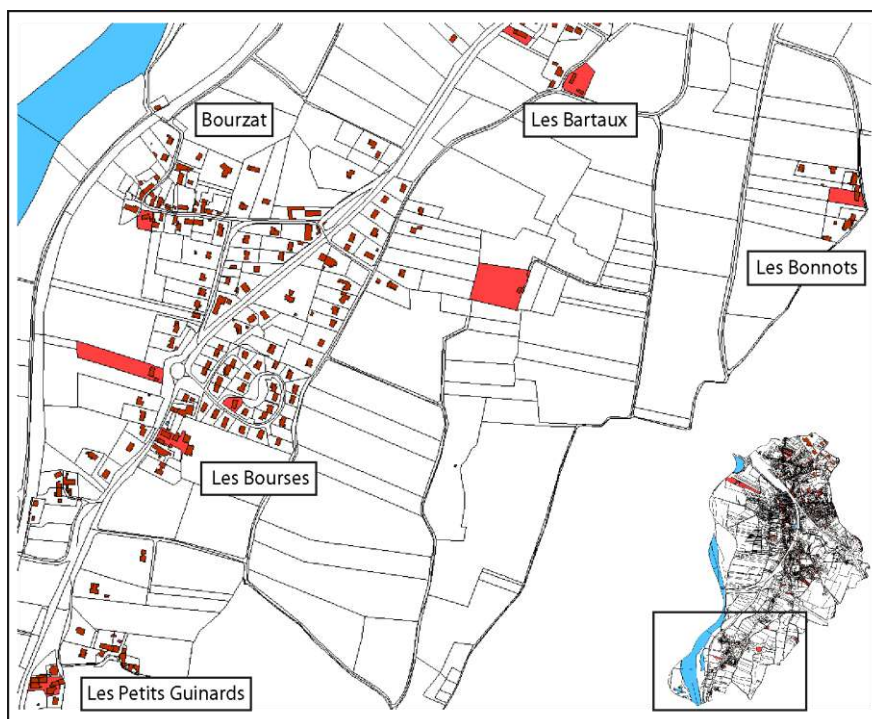 Bourzat
Les Bartaux
Les Bonnots
Les Bourses
Les Petits Guinards